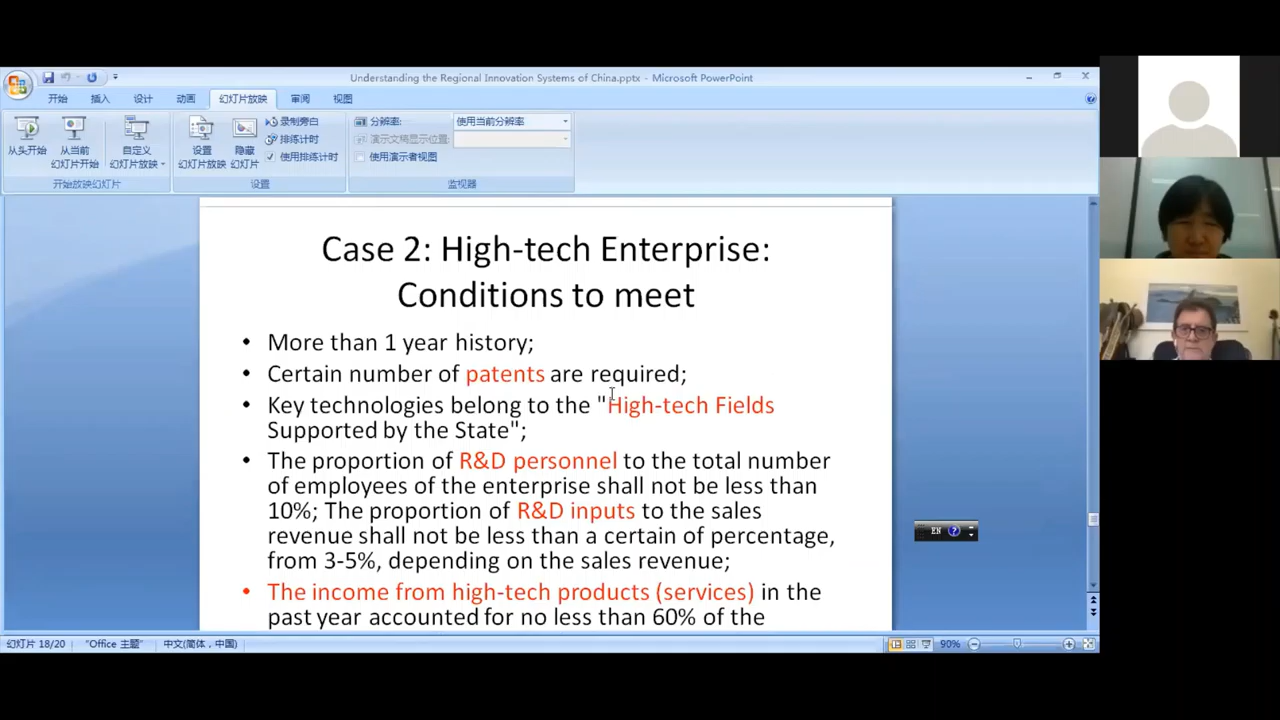 Understanding the Regional Innovation Systems of China.pptx - Microsoft PowerPoint
开始 插入 设计 动画 幻灯片放映 审阅 视图
从头开始
从当前
幻灯片开始
自定义
幻灯片放映
开始放映幻灯片
设置
幻灯片放映
隐藏
幻灯片
录制旁白
排练计时
使用排练计时
设置
分辨率: 使用当前分辨率
演示文稿显示位置:
使用演示者视图
监视器
Case 2: High-tech Enterprise:
Conditions to meet
• More than 1 year history;
• Certain number of patents are required;
• Key technologies belong to the "High-tech Fields
Supported by the State";
• The proportion of R&D personnel to the total number
of employees of the enterprise shall not be less than
10%; The proportion of R&D inputs to the sales
revenue shall not be less than a certain of percentage,
from 3-5%, depending on the sales revenue;
• The income from high-tech products (services) in the
past year accounted for no less than 60% of the
EN
幻灯片 18/20 "Office 主题" 中文(简体，中国) 90%